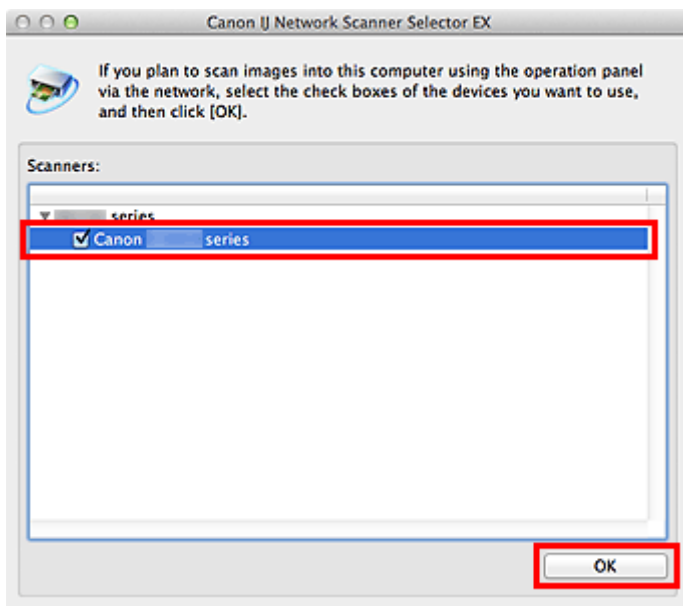 Canon IJ Network Scanner Selector EX
If you plan to scan images into this computer using the operation panel
via the network, select the check boxes of the devices you want to use,
and then click [OK].
Scanners:
series
Canon series
OK